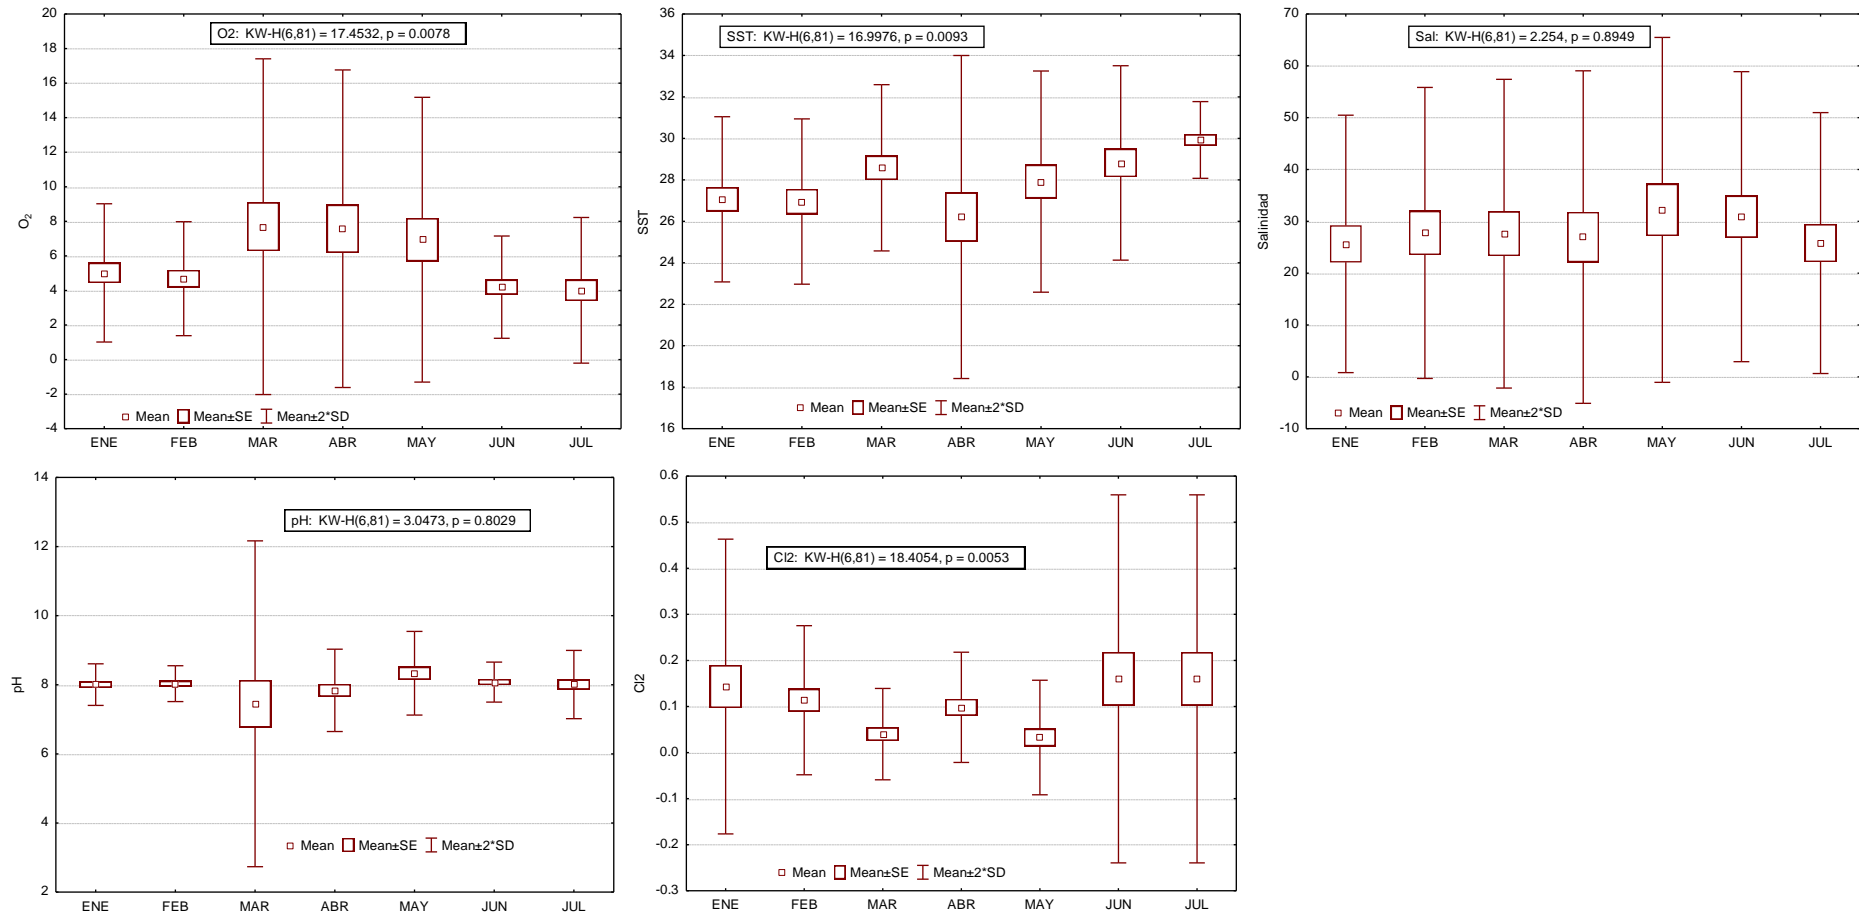 O2: KW-H(6,81) = 17.4532, p = 0.0078
20
18
16
14
12
10
8
6
4
2
0
-2
-4
O2
Mean Mean±SE Mean±2*SD
ENE FEB MAR ABR MAY JUN JUL
SST: KW-H(6,81) = 16.9976, p = 0.0093
36
34
32
30
28
26
24
22
20
18
16
SST
Mean Mean±SE Mean±2*SD
ENE FEB MAR ABR MAY JUN JUL
Sal: KW-H(6,81) = 2.254, p = 0.8949
70
60
50
40
30
20
10
0
-10
Salinidad
Mean Mean±SE Mean±2*SD
ENE FEB MAR ABR MAY JUN JUL
pH: KW-H(6,81) = 3.0473, p = 0.8029
14
12
10
8
6
4
2
pH
Mean Mean±SE Mean±2*SD
ENE FEB MAR ABR MAY JUN JUL
Cl2: KW-H(6,81) = 18.4054, p = 0.0053
0.6
0.5
0.4
0.3
0.2
0.1
0.0
-0.1
-0.2
-0.3
Cl2
Mean Mean±SE Mean±2*SD
ENE FEB MAR ABR MAY JUN JUL